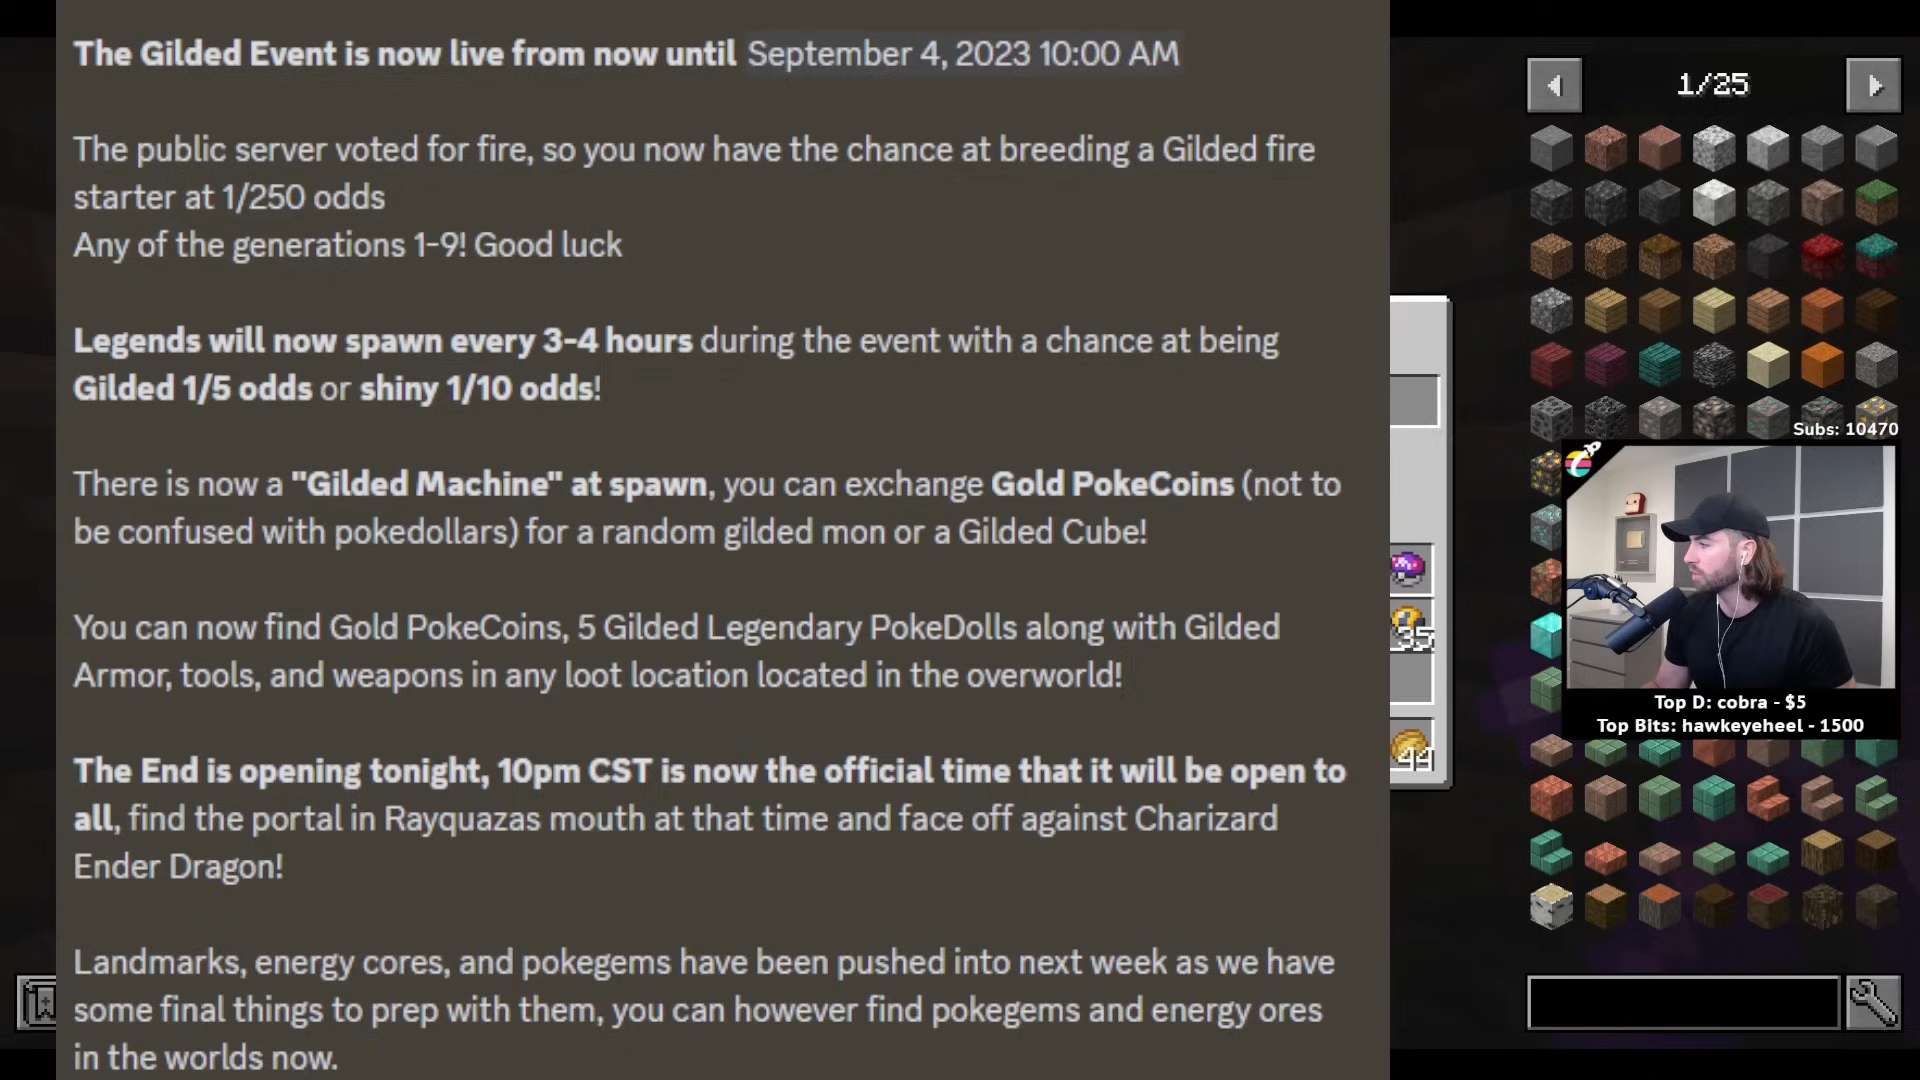 The Gilded Event is now live from now until September 4, 2023 10:00 AM
The public server voted for fire, so you now have the chance at breeding a Gilded fire
starter at 1/250 odds
Any of the generations 1-9! Good luck
Legends will now spawn every 3-4 hours during the event with a chance at being
Gilded 1/5 odds or shiny 1/10 odds!
There is now a "Gilded Machine" at spawn, you can exchange Gold PokeCoins (not to
be confused with pokedollars) for a random gilded mon or a Gilded Cube!
You can now find Gold PokeCoins, 5 Gilded Legendary PokeDolls along with Gilded
Armor, tools, and weapons in any loot location located in the overworld!
The End is opening tonight, 10pm CST is now the official time that it will be open to
all, find the portal in Rayquazas mouth at that time and face off against Charizard
Ender Dragon!
Landmarks, energy cores, and pokegems have been pushed into next week as we have
some final things to prep with them, you can however find pokegems and energy ores
in the worlds now.
35
44
1/25
Subs: 10470
Top D: cobra - $5
Top Bits: hawkeyeheel - 1500